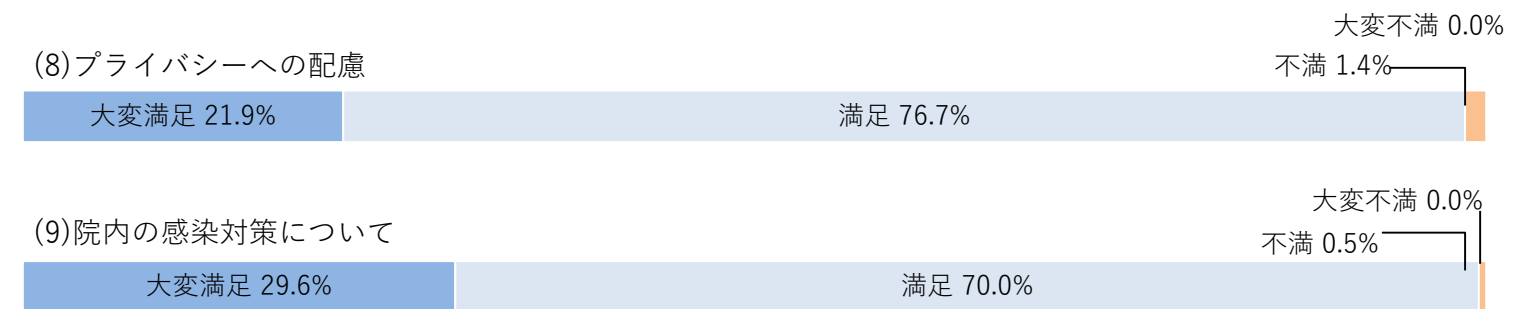 大変不満 0.0%
(8)プライバシーへの配慮
不満 1.4%
大変満足 21.9%
満足 76.7%
大変不満 0.0%
(9)院内の感染対策について
不満 0.5%
大変満足 29.6%
満足 70.0%